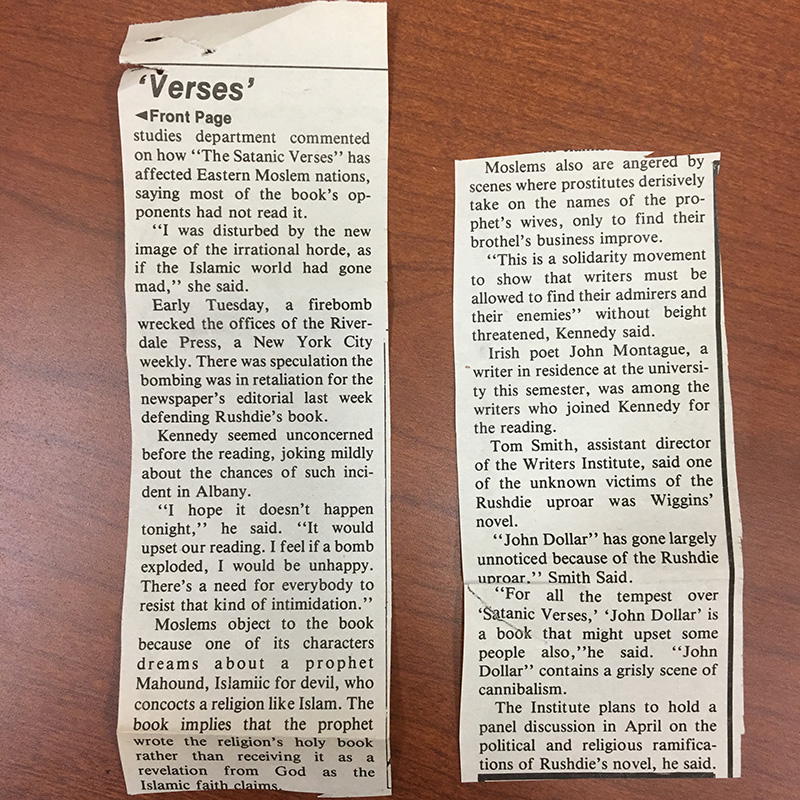 ‘Verses’
◄Front Page
studies department commented
on how “The Satanic Verses” has
affected Eastern Moslem nations,
saying most of the book’s op-
ponents had not read it.
“I was disturbed by the new
image of the irrational horde, as
if the Islamic world had gone
mad,” she said.
Early Tuesday, a firebomb
wrecked the offices of the River-
dale Press, a New York City
weekly. There was speculation the
bombing was in retaliation for the
newspaper’s editorial last week
defending Rushdie’s book.
Kennedy seemed unconcerned
before the reading, joking mildly
about the chances of such inci-
dent in Albany.
“I hope it doesn’t happen
tonight,” he said. “It would
upset our reading. I feel if a bomb
exploded, I would be unhappy.
There’s a need for everybody to
resist that kind of intimidation.”
Moslems object to the book
because one of its characters
dreams about a prophet
Mahound, Islamiic for devil, who
concocts a religion like Islam. The
book implies that the prophet
wrote the religion’s holy book
rather than receiving it as a
revelation from God as the
Islamic faith claims.
Moslems also are angered by
scenes where prostitutes derisively
take on the names of the pro-
phet’s wives, only to find their
brothel’s business improve.
“This is a solidarity movement
to show that writers must be
allowed to find their admirers and
their enemies” without beight
threatened, Kennedy said.
Irish poet John Montague, a
writer in residence at the universi-
ty this semester, was among the
writers who joined Kennedy for
the reading.
Tom Smith, assistant director
of the Writers Institute, said one
of the unknown victims of the
Rushdie uproar was Wiggins’
novel.
“John Dollar” has gone largely
unnoticed because of the Rushdie
uproar.” Smith Said.
“For all the tempest over
‘Satanic Verses,’ ‘John Dollar’ is
a book that might upset some
people also,”he said. “John
Dollar” contains a grisly scene of
cannibalism.
The Institute plans to hold a
panel discussion in April on the
political and religious ramifica-
tions of Rushdie’s novel, he said.